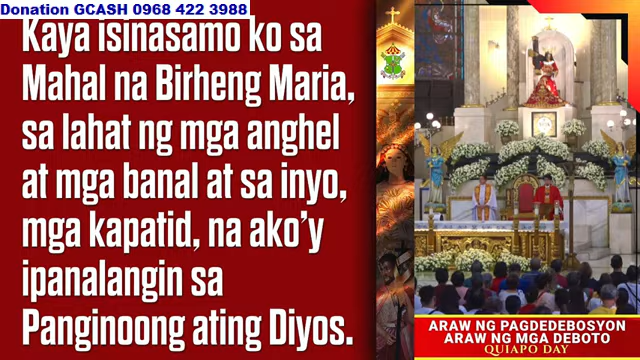 Donation GCASH 0968 422 3988
Kaya isinasamo ko sa
Mahal na Birheng Maria,
sa lahat ng mga anghel
at mga banal at sa inyo,
mga kapatid, na ako’y
ipanalangin sa
Panginoong ating Diyos.
ARAW NG PAGDEDEBOSYON
ARAW NG MGA DEBOTO
QUIAPO DAY